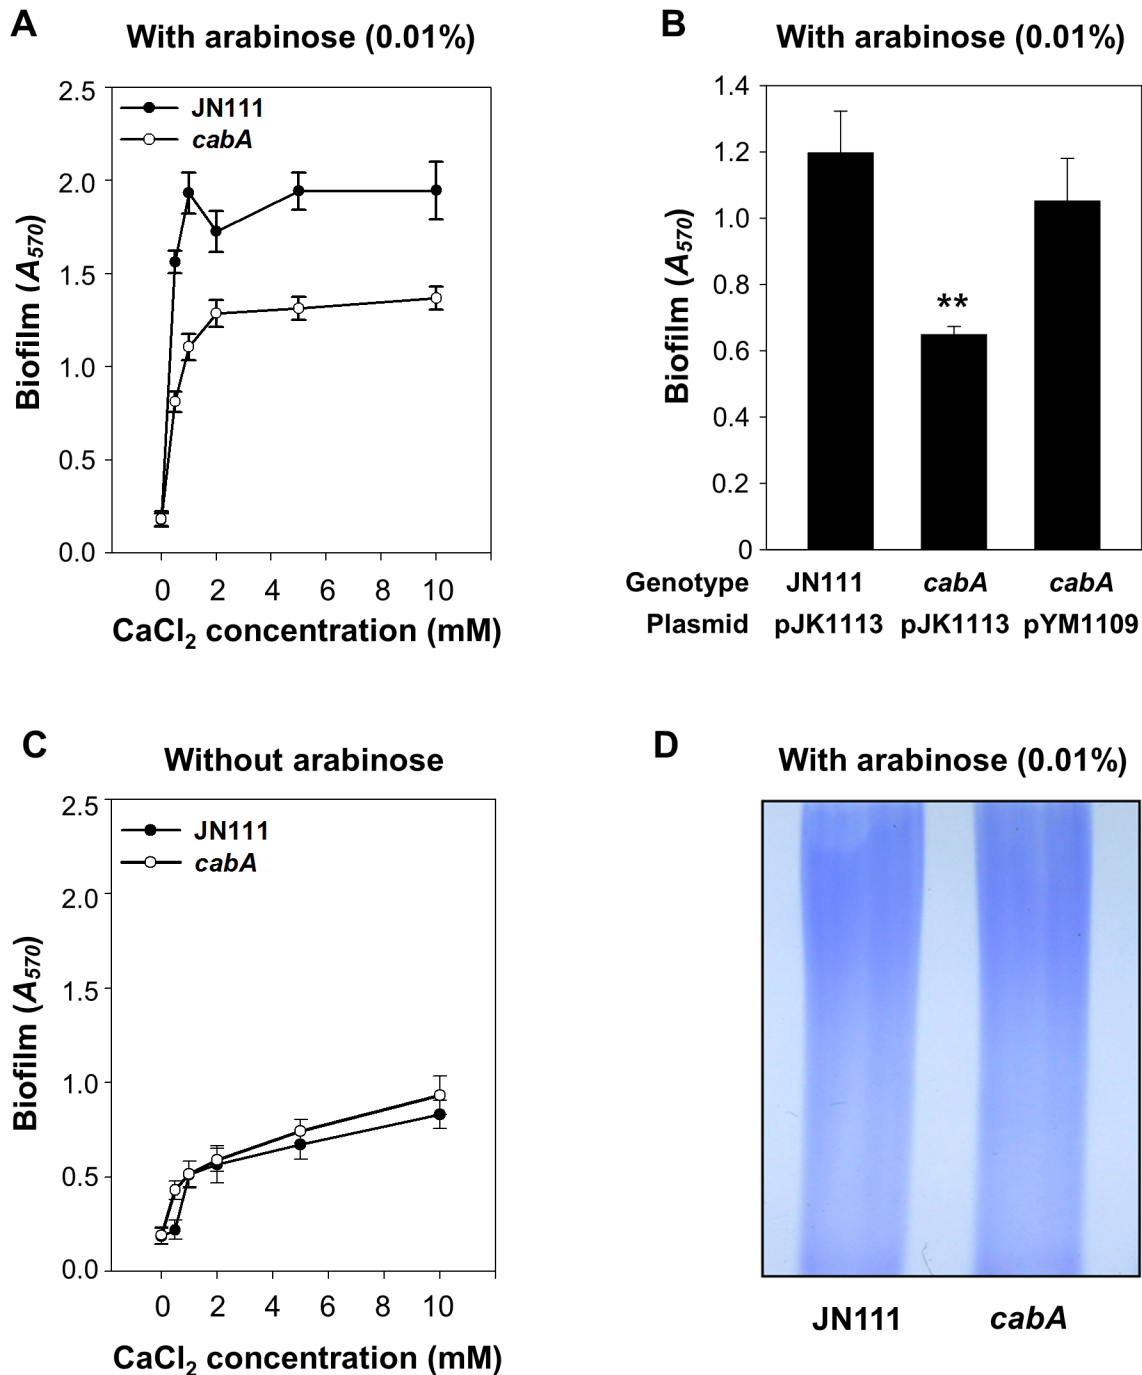 A
With arabinose (0.01%)
2.5
2.0
1.5
1.0
0.5
0.0
Biofilm (A570)
JN111
cabA
0 2 4 6 8 10
CaCl2 concentration (mM)
B
With arabinose (0.01%)
1.4
1.2
1.0
0.8
0.6
0.4
0.2
0
Biofilm (A570)
**
Genotype JN111 cabA cabA
Plasmid pJK1113 pJK1113 pYM1109
C
Without arabinose
2.5
2.0
1.5
1.0
0.5
0.0
Biofilm (A570)
JN111
cabA
0 2 4 6 8 10
CaCl2 concentration (mM)
D
With arabinose (0.01%)
JN111 cabA